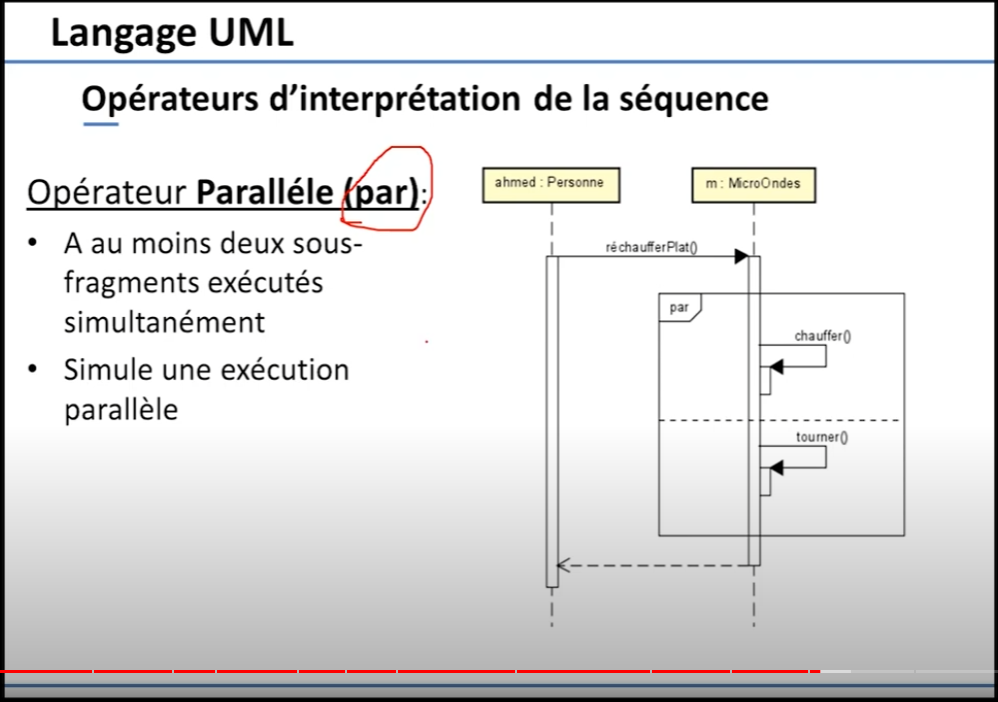 Langage UML
Opérateurs d'interprétation de la séquence
Opérateur Paralléle (par):
• A au moins deux sous-
fragments exécutés
simultanément
• Simule une exécution
parallèle
ahmed : Personne
m : MicroOndes
réchaufferPlat()
par
chauffer()
tourner()